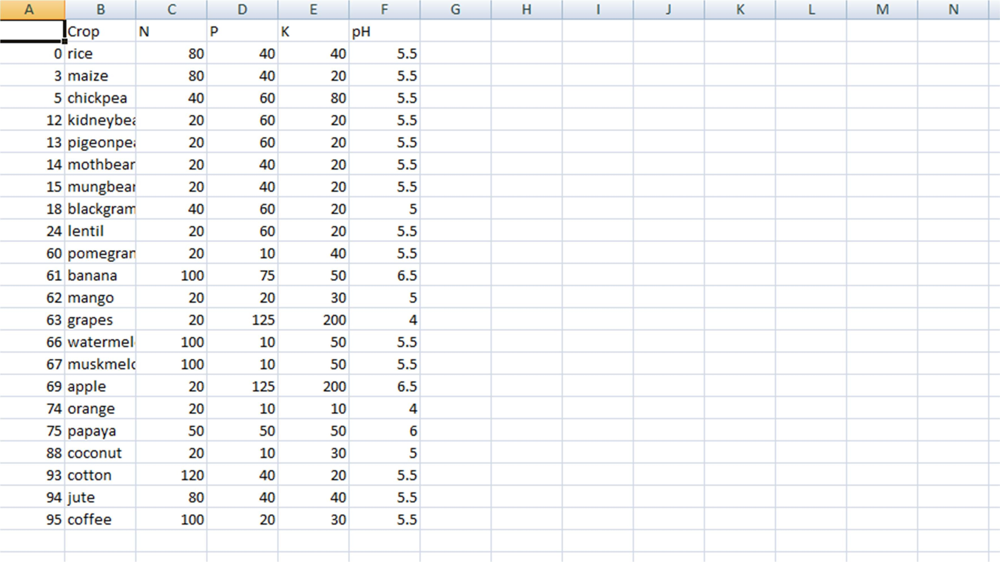 A B C D E F G H I J K L M N
Crop N P K pH
0 rice 80 40 40 5.5
3 maize 80 40 20 5.5
5 chickpea 40 60 80 5.5
12 kidneybea 20 60 20 5.5
13 pigeonpea 20 60 20 5.5
14 mothbean 20 40 20 5.5
15 mungbean 20 40 20 5.5
18 blackgram 40 60 20 5
24 lentil 20 60 20 5.5
60 pomegran 20 10 40 5.5
61 banana 100 75 50 6.5
62 mango 20 20 30 5
63 grapes 20 125 200 4
66 watermel 100 10 50 5.5
67 muskmelo 100 10 50 5.5
69 apple 20 125 200 6.5
74 orange 20 10 10 4
75 papaya 50 50 50 6
88 coconut 20 10 30 5
93 cotton 120 40 20 5.5
94 jute 80 40 40 5.5
95 coffee 100 20 30 5.5